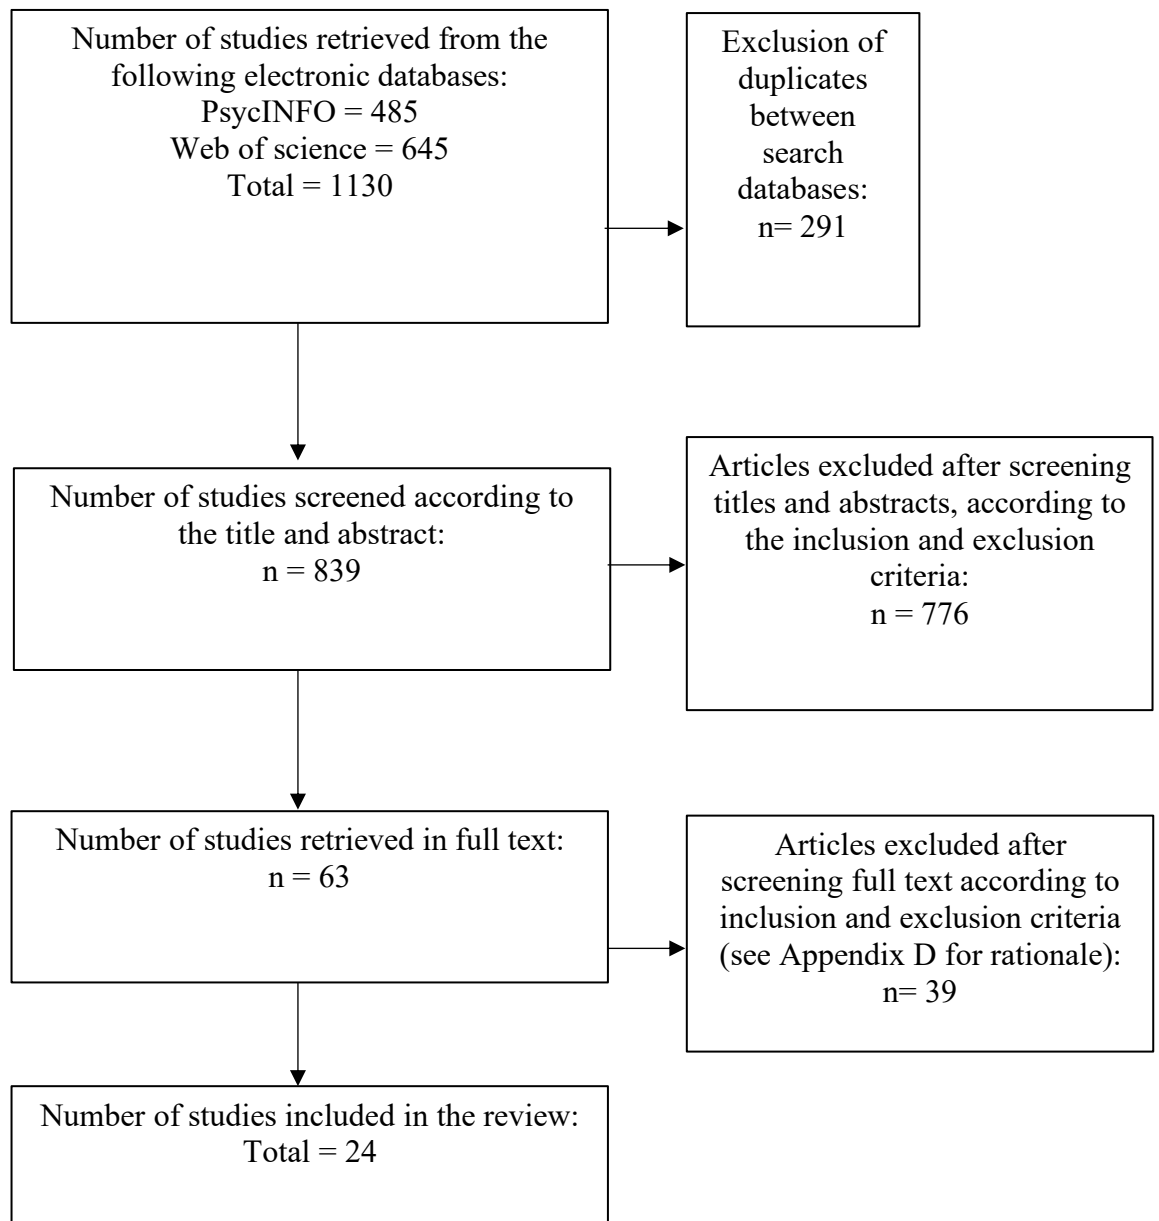 Number of studies retrieved from the
following electronic databases:
PsycINFO = 485
Web of science = 645
Total = 1130
Exclusion of
duplicates
between
search
databases:
n= 291
Number of studies screened according to
the title and abstract:
n = 839
Articles excluded after screening
titles and abstracts, according to
the inclusion and exclusion
criteria:
n = 776
Number of studies retrieved in full text:
n = 63
Articles excluded after
screening full text according to
inclusion and exclusion criteria
(see Appendix D for rationale):
n= 39
Number of studies included in the review:
Total = 24